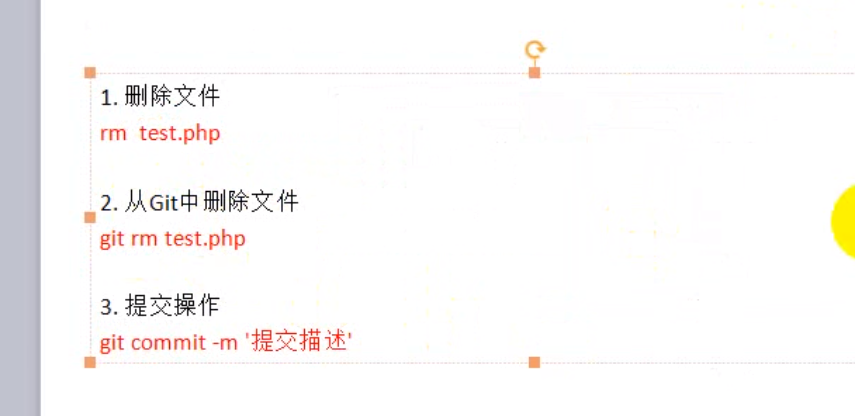 1. 删除文件
rm  test.php
2. 从Git中删除文件
git rm test.php
3. 提交操作
git commit -m '提交描述'